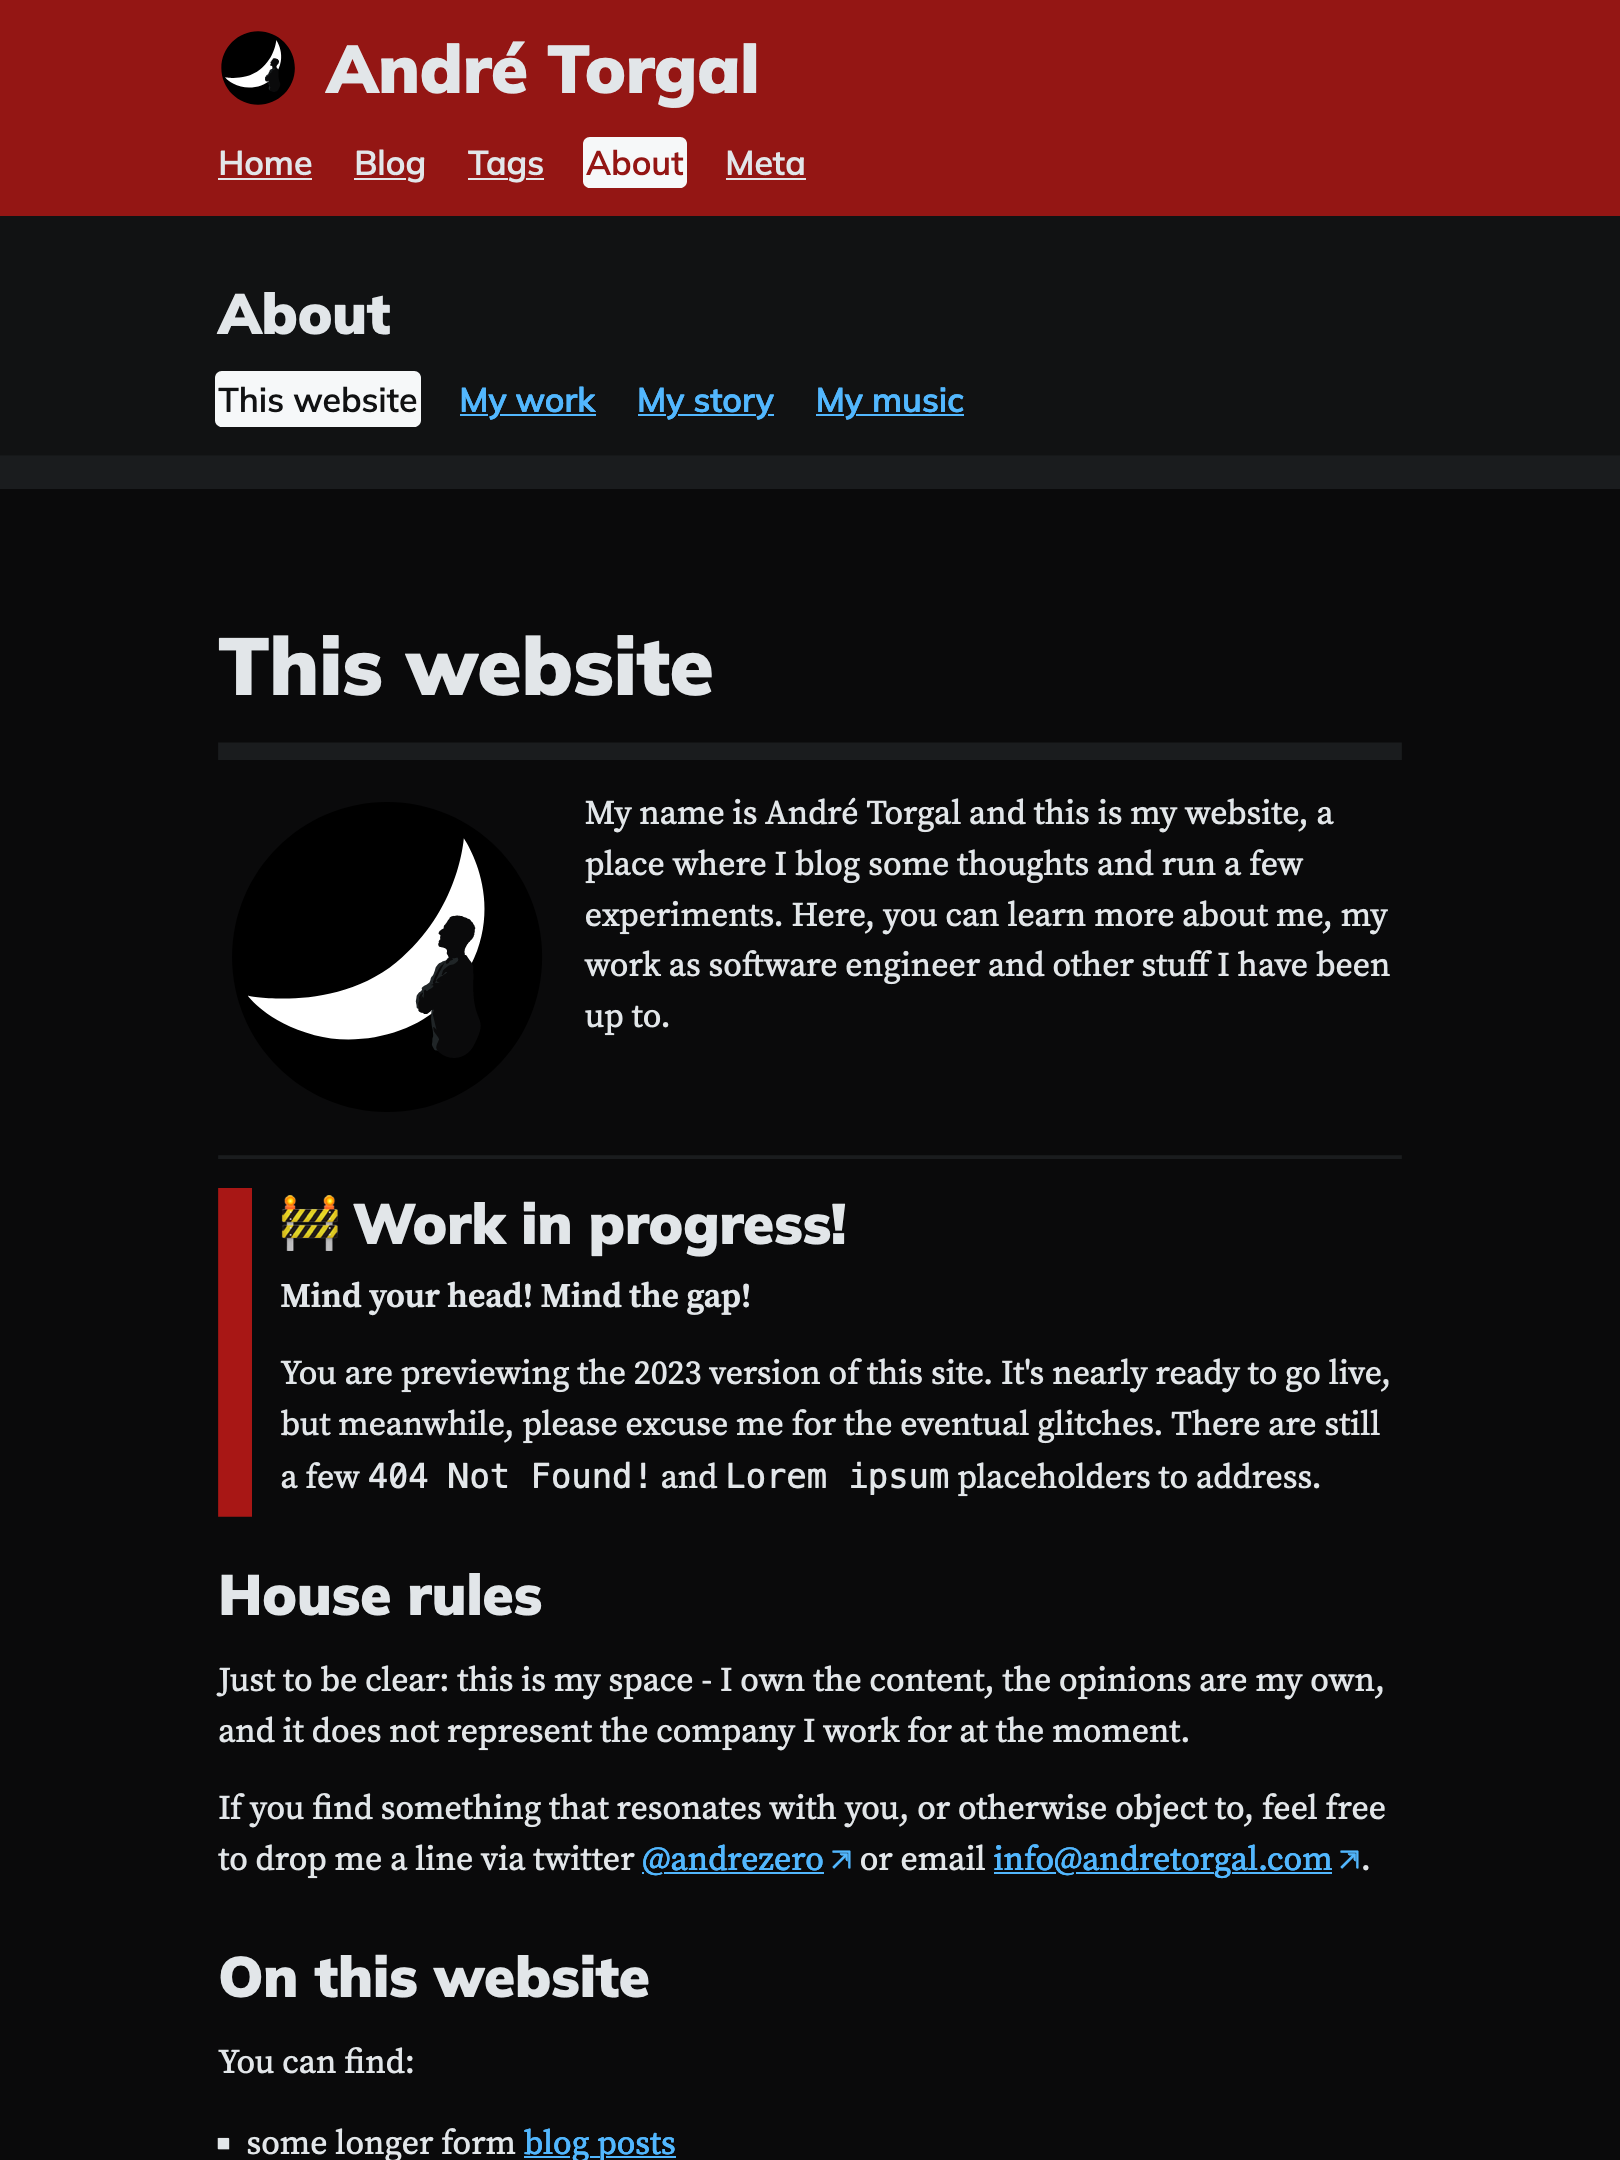 André Torgal
Home Blog Tags About Meta
About
This website My work My story My music
This website
My name is André Torgal and this is my website, a
place where I blog some thoughts and run a few
experiments. Here, you can learn more about me, my
work as software engineer and other stuff I have been
up to.
🚧 Work in progress!
Mind your head! Mind the gap!
You are previewing the 2023 version of this site. It's nearly ready to go live,
but meanwhile, please excuse me for the eventual glitches. There are still
a few 404 Not Found! and Lorem ipsum placeholders to address.
House rules
Just to be clear: this is my space - I own the content, the opinions are my own,
and it does not represent the company I work for at the moment.
If you find something that resonates with you, or otherwise object to, feel free
to drop me a line via twitter @andrezero or email info@andretorgal.com.
On this website
You can find:
some longer form blog posts